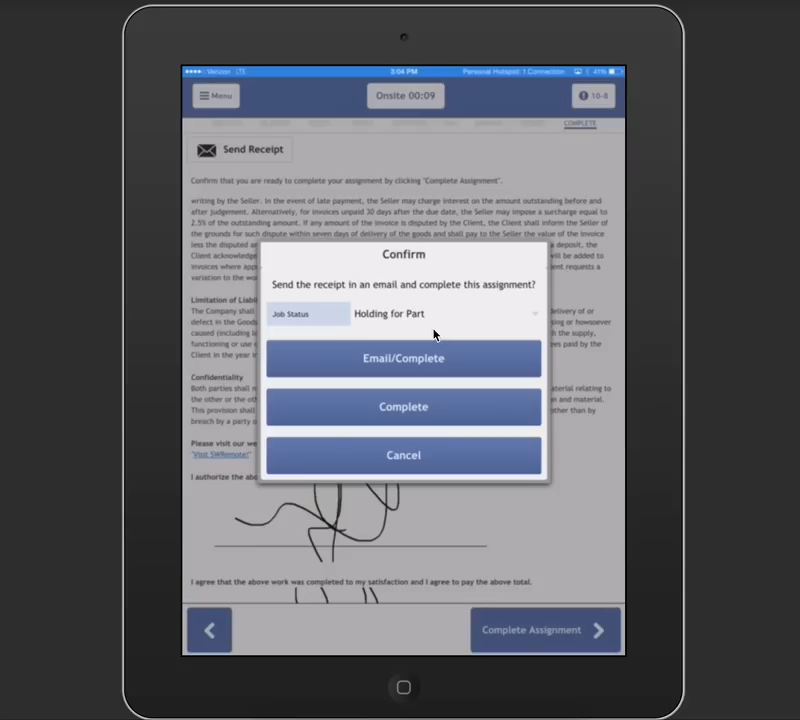 Verizon LTE 3:04 PM Personal Hotspot: 1 Connection 41%
Menu Onsite 00:09 10-8
COMPLETE
Send Receipt
Confirm that you are ready to complete your assignment by clicking "Complete Assignment".
writing by the Seller. In the event of late payment, the Seller may charge interest on the amount outstanding before and
after judgement. Alternatively, for invoices unpaid 30 days after the due date, the Seller may impose a surcharge equal to
2.5% of the outstanding amount. If any amount of the invoice is disputed by the Client, the Client shall inform the Seller of
the grounds for such dispute within seven days of delivery of the goods and shall pay to the Seller the value of the invoice
less the disputed a deposit, the
Client acknowledge will be added to
invoices where app ent requests
a variation to the wo
Confirm
Send the receipt in an email and complete this assignment?
Job Status Holding for Part
Email/Complete
Complete
Cancel
Limitation of Liabil
The Company shall delivery of or
defect in the Goods sing or howsoever
caused (including l h the supply,
functioning or use ees paid by the
Client in the year i
Confidentiality
Both parties shall aterial relating to
the other or the ot on and material.
This provision shall other than by
breach by a party o
Please visit our we
"Visit SWRemote!"
I authorize the abo
I agree that the above work was completed to my satisfaction and I agree to pay the above total.
Complete Assignment